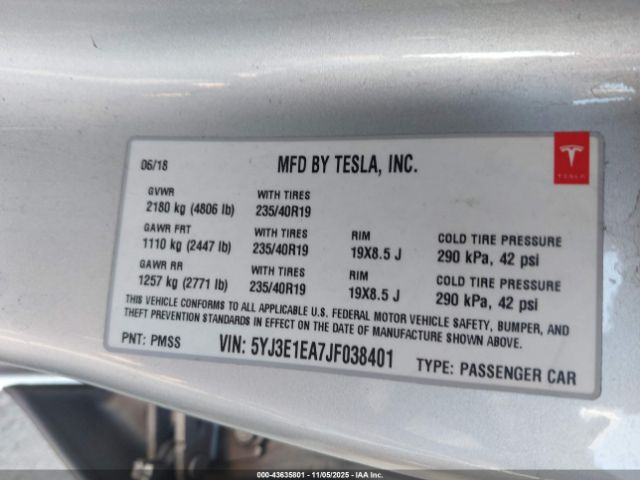 06/18 MFD BY TESLA, INC.
TESLA
GVWR WITH TIRES
2180 kg (4806 lb) 235/40R19
GAWR FRT WITH TIRES RIM COLD TIRE PRESSURE
1110 kg (2447 lb) 235/40R19 19X8.5 J 290 kPa, 42 psi
GAWR RR WITH TIRES RIM COLD TIRE PRESSURE
1257 kg (2771 lb) 235/40R19 19X8.5 J 290 kPa, 42 psi
THIS VEHICLE CONFORMS TO ALL APPLICABLE U.S. FEDERAL MOTOR VEHICLE SAFETY, BUMPER, AND
THEFT PREVENTION STANDARDS IN EFFECT ON THE DATE OF MANUFACTURE SHOWN ABOVE.
PNT: PMSS VIN: 5YJ3E1EA7JF038401 TYPE: PASSENGER CAR
000-43635801 - 11/05/2025 - IAAI.COM